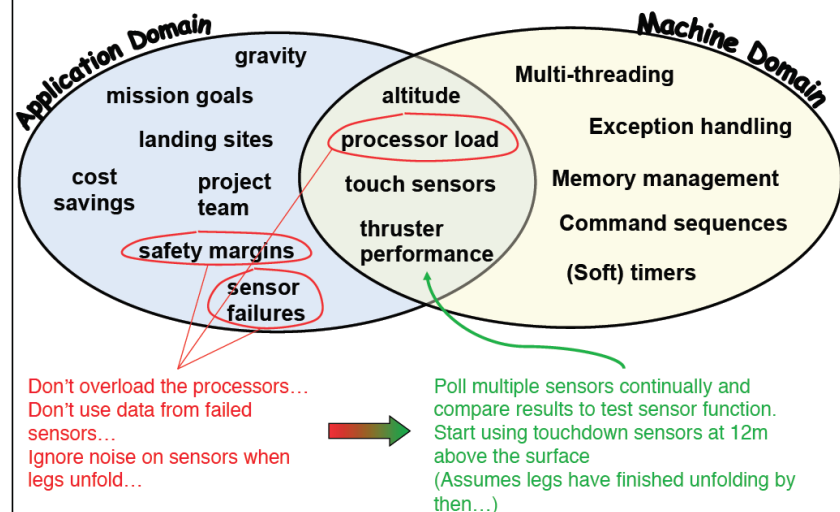 Application Domain
Machine Domain
gravity
mission goals
landing sites
cost
savings
project
team
safety margins
sensor
failures
altitude
processor load
touch sensors
thruster
performance
Multi-threading
Exception handling
Memory management
Command sequences
(Soft) timers
Don't overload the processors…
Don't use data from failed
sensors…
Ignore noise on sensors when
legs unfold…
Poll multiple sensors continually and
compare results to test sensor function.
Start using touchdown sensors at 12m
above the surface
(Assumes legs have finished unfolding by
then…)